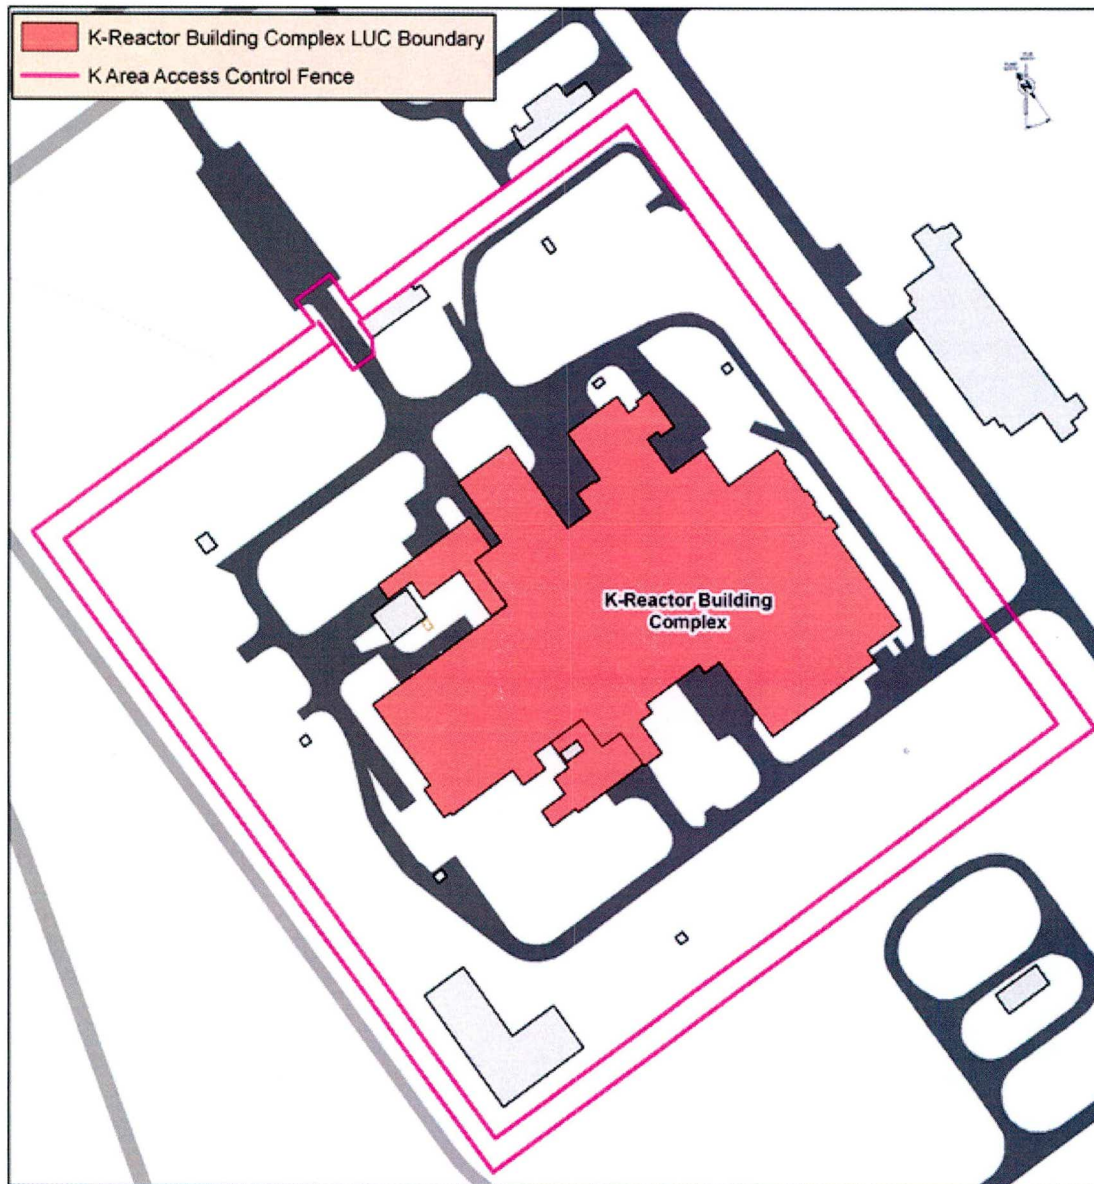 K-Reactor Building Complex LUC Boundary
K Area Access Control Fence
K-Reactor Building
Complex